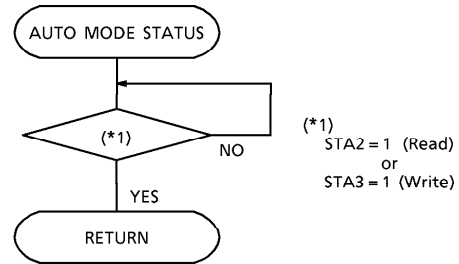 AUTO MODE STATUS
(*1)
NO
YES
RETURN
(*1)
STA2 = 1 (Read)
or
STA3 = 1 (Write)